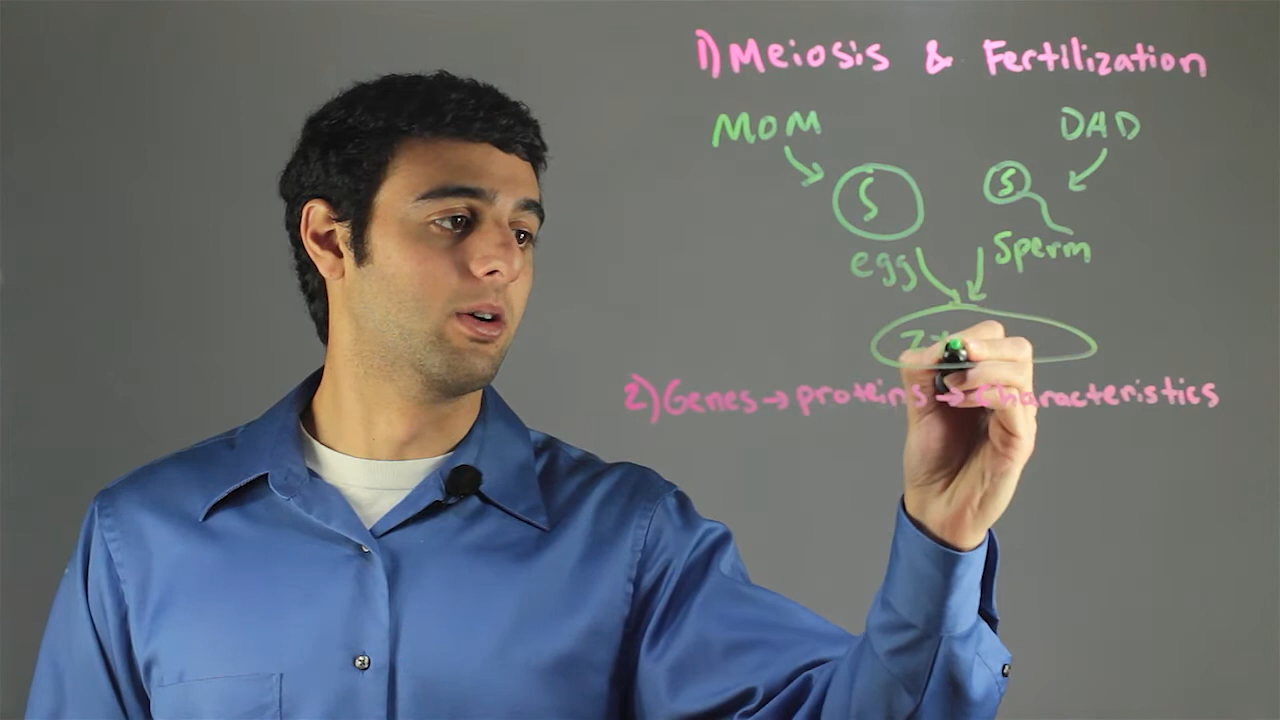 1) Meiosis & Fertilization
MOM DAD
egg sperm
2) Genes → proteins → characteristics